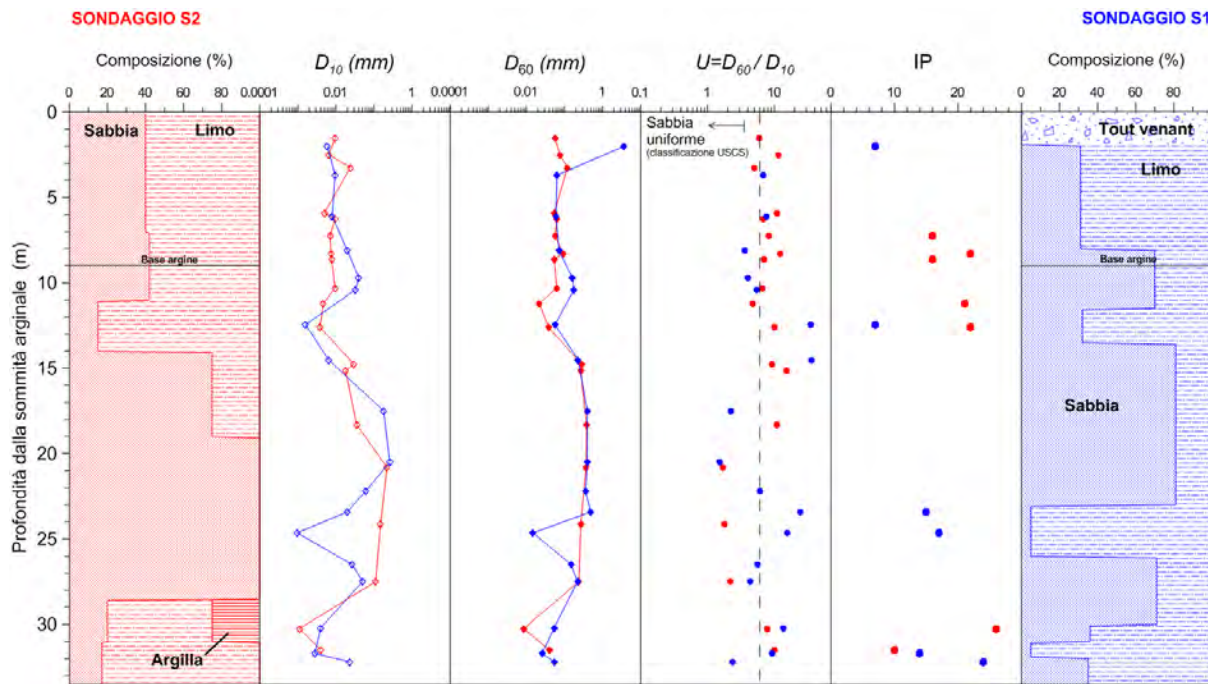 SONDAGGIO S2
SONDAGGIO S1
Composizione (%)
D10 (mm)
D60 (mm)
U=D60 / D10
IP
Composizione (%)
0 20 40 60 80 0.0001
0.01 1
0.0001 0.01 1
0.1 1 10 100
0 10 20
0 20 40 60 80 100
0
5
10
15
20
25
30
Profondità dalla sommità arginale (m)
Sabbia
Limo
Base argine
Argilla
Sabbia
uniforme
(classificazione USGS)
Tout venant
Limo
Base argine
Sabbia